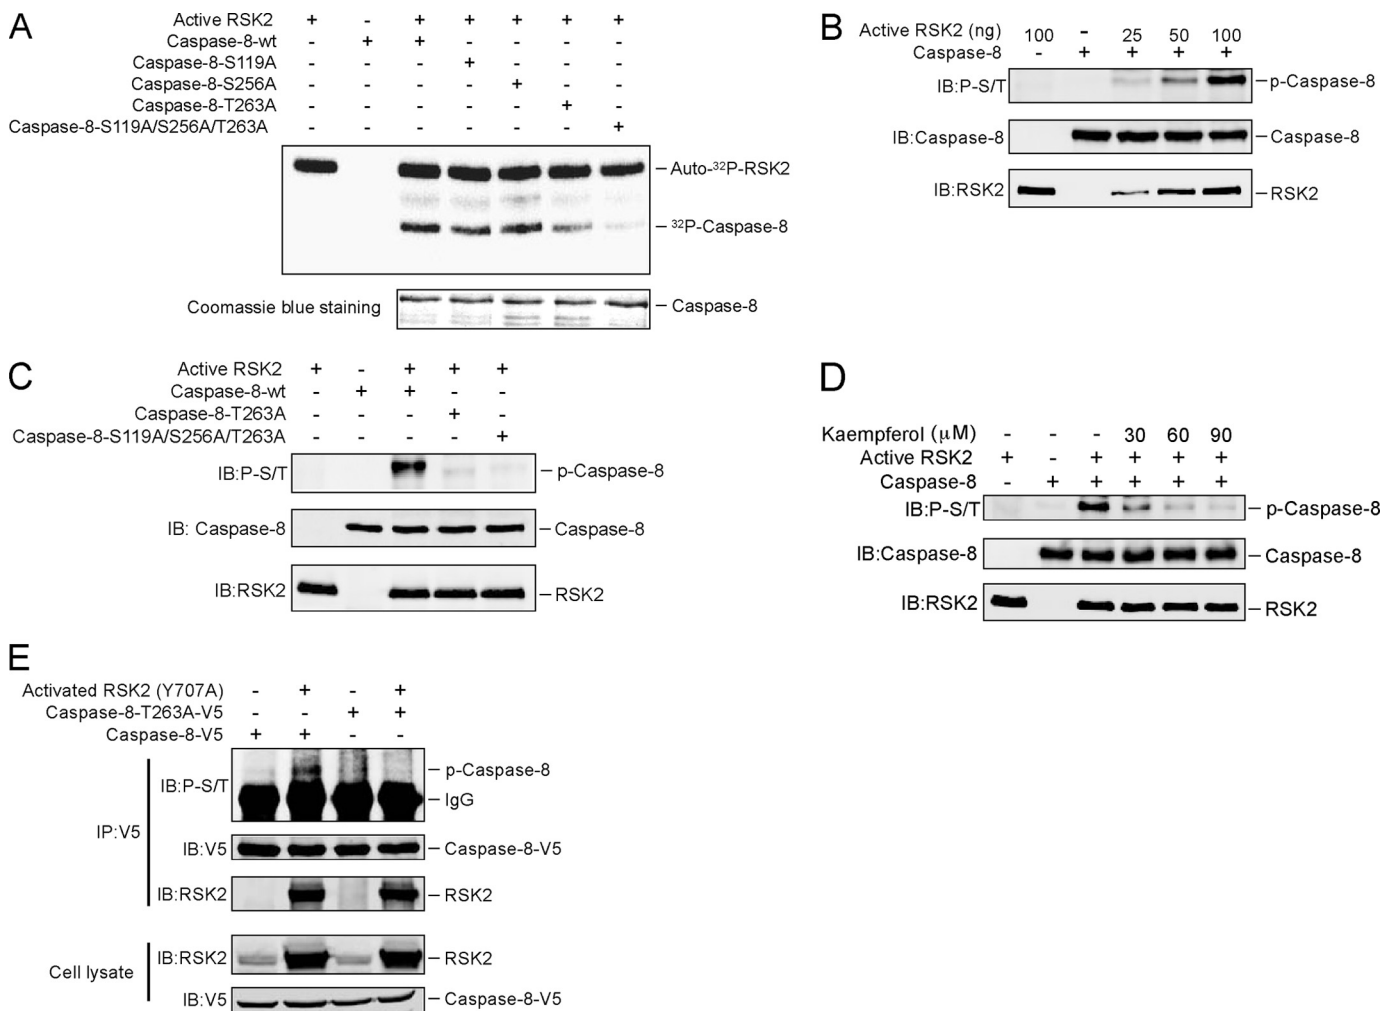 A
Active RSK2 + - + + + + +
Caspase-8-wt - + + - - - -
Caspase-8-S119A - - - + - - -
Caspase-8-S256A - - - - + - -
Caspase-8-T263A - - - - - + -
Caspase-8-S119A/S256A/T263A - - - - - - +
Auto-³²P-RSK2
³²P-Caspase-8
Coomassie blue staining
Caspase-8
B
Active RSK2 (ng) 100 - 25 50 100
Caspase-8 - + + + +
IB:P-S/T p-Caspase-8
IB:Caspase-8 Caspase-8
IB:RSK2 RSK2
C
Active RSK2 + - + + +
Caspase-8-wt - + + - -
Caspase-8-T263A - - - + -
Caspase-8-S119A/S256A/T263A - - - - +
IB:P-S/T p-Caspase-8
IB: Caspase-8 Caspase-8
IB:RSK2 RSK2
D
Kaempferol (μM) - - - 30 60 90
Active RSK2 + - + + + +
Caspase-8 - + + + + +
IB:P-S/T p-Caspase-8
IB:Caspase-8 Caspase-8
IB:RSK2 RSK2
E
Activated RSK2 (Y707A) - + - +
Caspase-8-T263A-V5 - - + +
Caspase-8-V5 + + - -
IP:V5
IB:P-S/T p-Caspase-8
IgG
IB:V5 Caspase-8-V5
IB:RSK2 RSK2
Cell lysate
IB:RSK2 RSK2
IB:V5 Caspase-8-V5